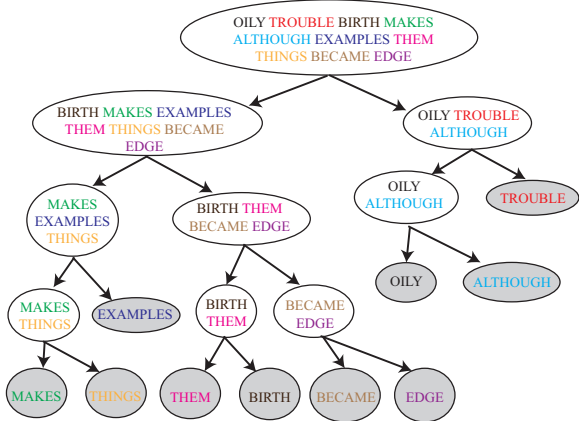 OILY TROUBLE BIRTH MAKES
ALTHOUGH EXAMPLES THEM
THINGS BECAME EDGE
BIRTH MAKES EXAMPLES
THEM THINGS BECAME
EDGE
OILY TROUBLE
ALTHOUGH
MAKES
EXAMPLES
THINGS
BIRTH THEM
BECAME EDGE
OILY
ALTHOUGH
TROUBLE
MAKES
THINGS
EXAMPLES
BIRTH
THEM
BECAME
EDGE
OILY
ALTHOUGH
MAKES
THINGS
THEM
BIRTH
BECAME
EDGE